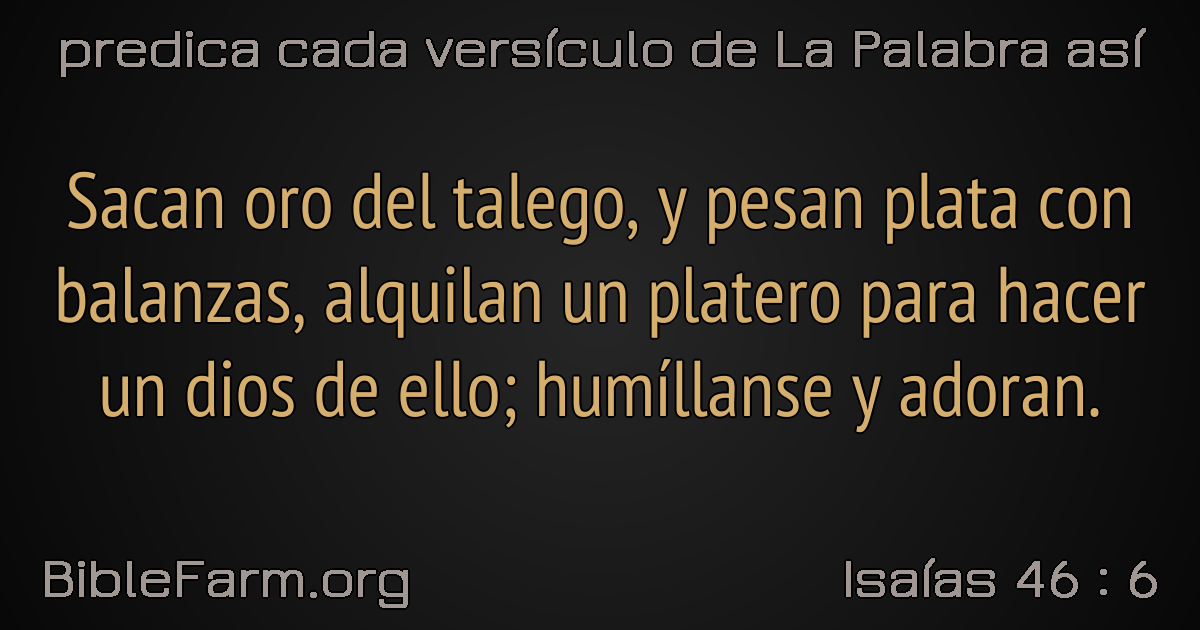 predica cada versículo de La Palabra así
Sacan oro del talego, y pesan plata con
balanzas, alquilan un platero para hacer
un dios de ello; humíllanse y adoran.
BibleFarm.org
Isaías 46 : 6